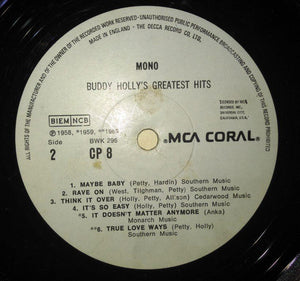 ALL RIGHTS OF THE MANUFACTURER AND OF THE OWNER OF THE RECORDED WORK RESERVED - UNAUTHORISED PUBLIC PERFORMANCE, BROADCASTING AND COPYING OF THIS RECORD PROHIBITED
MADE IN ENGLAND - THE DECCA RECORD CO. LTD.
MONO
BUDDY HOLLY'S GREATEST HITS
BIEM NCB
℗ 1958, *1959,
Side
2
BWK 296
CP 8
MCA CORAL®
1. MAYBE BABY (Petty, Hardin) Southern Music
2. RAVE ON (West, Tilghman, Petty) Southern Music
3. THINK IT OVER (Holly, Petty, Allison) Cedarwood Music
4. IT'S SO EASY (Holly, Petty) Southern Music
*5. IT DOESN'T MATTER ANYMORE (Anka)
Monarch Music
**6. TRUE LOVE WAYS (Petty, Holly)
Southern Music